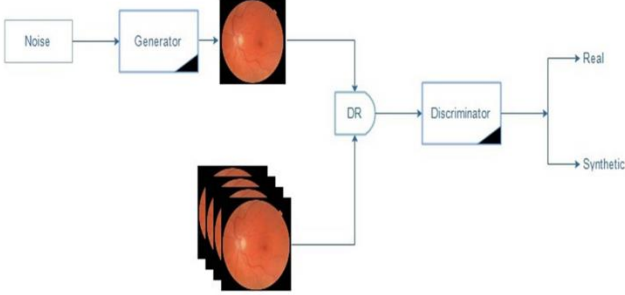 Noise
Generator
DR
Discriminator
Real
Synthetic